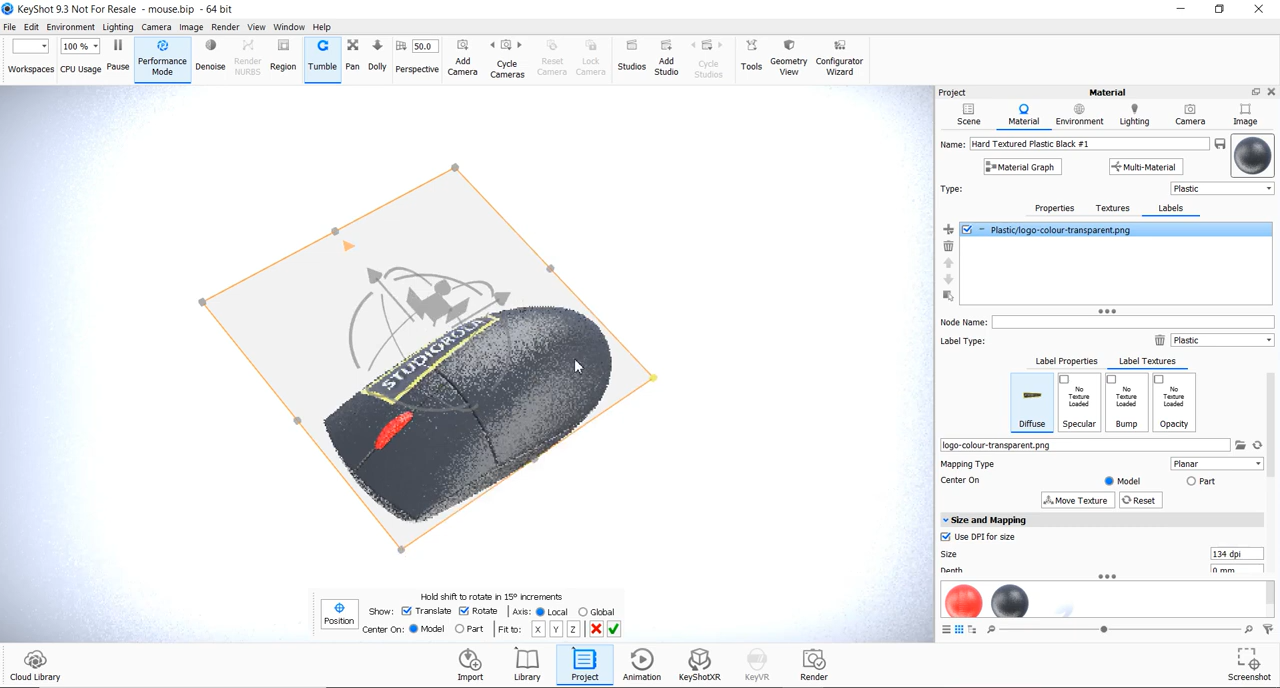 KeyShot 9.3 Not For Resale - mouse.bip - 64 bit
File Edit Environment Lighting Camera Image Render View Window Help
100 % 50.0
Workspaces CPU Usage Pause Performance Mode Denoise Render NURBS Region Tumble Pan Dolly Perspective Add Camera Cycle Cameras Reset Camera Lock Camera Studios Add Studio Cycle Studios Tools Geometry View Configurator Wizard
Project Material
Scene Material Environment Lighting Camera Image
Name: Hard Textured Plastic Black #1
Material Graph Multi-Material
Type: Plastic
Properties Textures Labels
Plastic/logo-colour-transparent.png
Node Name:
Label Type: Plastic
Label Properties Label Textures
No Texture Loaded No Texture Loaded No Texture Loaded
Diffuse Specular Bump Opacity
logo-colour-transparent.png
Mapping Type Planar
Center On Model Part
Move Texture Reset
Size and Mapping
Use DPI for size
Size 134 dpi
Depth 0 mm
STUDIOROLA
Hold shift to rotate in 15° increments
Position Show: Translate Rotate Axis: Local Global
Center On: Model Part Fit to: X Y Z
Cloud Library Import Library Project Animation KeyShotXR KeyVR Render Screenshot